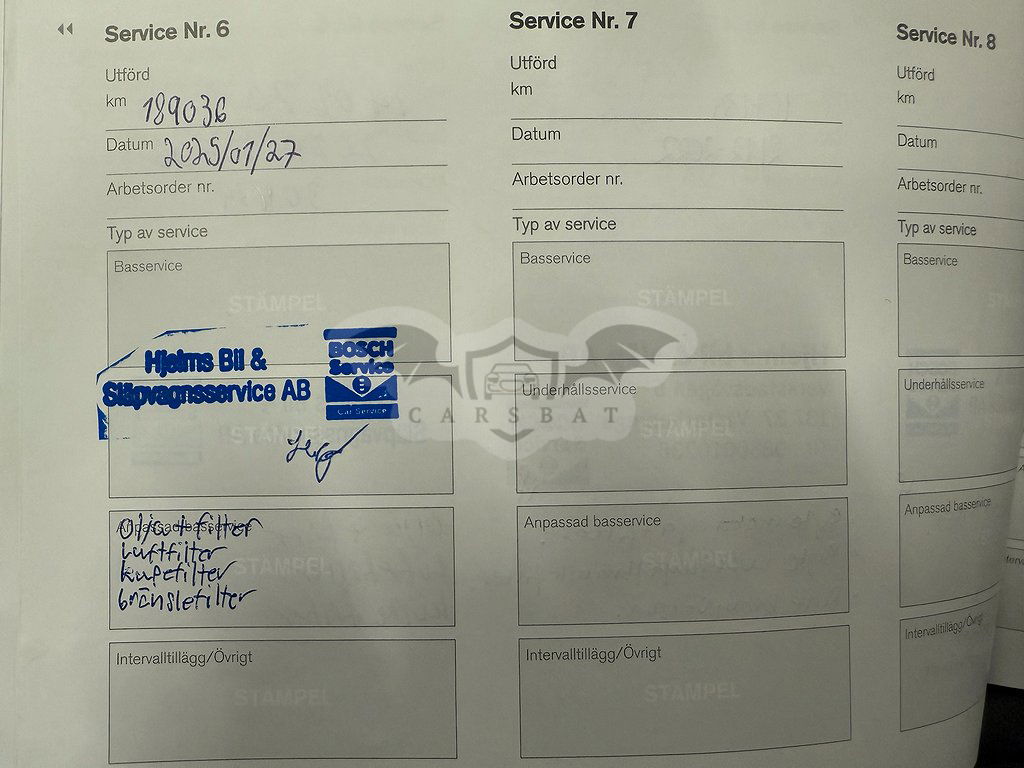 Service Nr. 6
Utförd
km 189036
Datum 2025/01/27
Arbetsorder nr.
Typ av service
Basservice
STÄMPEL
Hjelms Bil &
Släpvagnsservice AB
BOSCH
Service
Car Service
STÄMPEL
Anpassad basservice
Olja + filter
Luftfilter
kupefilter
bränslefilter
STÄMPEL
Intervalltillägg/Övrigt
STÄMPEL
Service Nr. 7
Utförd
km
Datum
Arbetsorder nr.
Typ av service
Basservice
STÄMPEL
Underhållsservice
STÄMPEL
Anpassad basservice
STÄMPEL
Intervalltillägg/Övrigt
STÄMPEL
Service Nr. 8
Utförd
km
Datum
Arbetsorder nr.
Typ av service
Basservice
Underhållsservice
Anpassad basservice
Intervalltillägg/Övrigt
CARSBAT